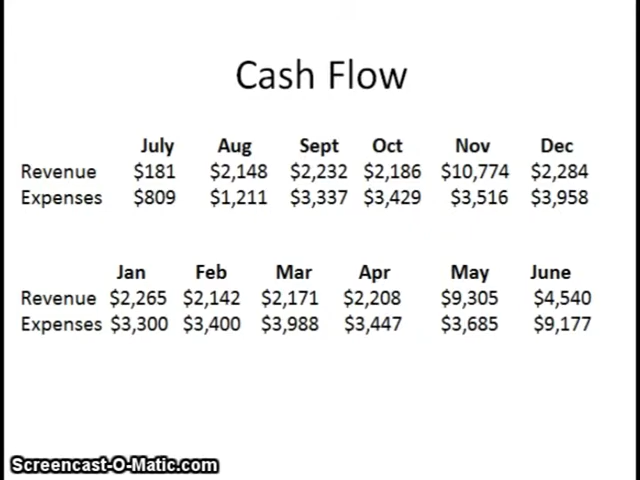 Cash Flow
July Aug Sept Oct Nov Dec
Revenue $181 $2,148 $2,232 $2,186 $10,774 $2,284
Expenses $809 $1,211 $3,337 $3,429 $3,516 $3,958
Jan Feb Mar Apr May June
Revenue $2,265 $2,142 $2,171 $2,208 $9,305 $4,540
Expenses $3,300 $3,400 $3,988 $3,447 $3,685 $9,177
Screencast-O-Matic.com